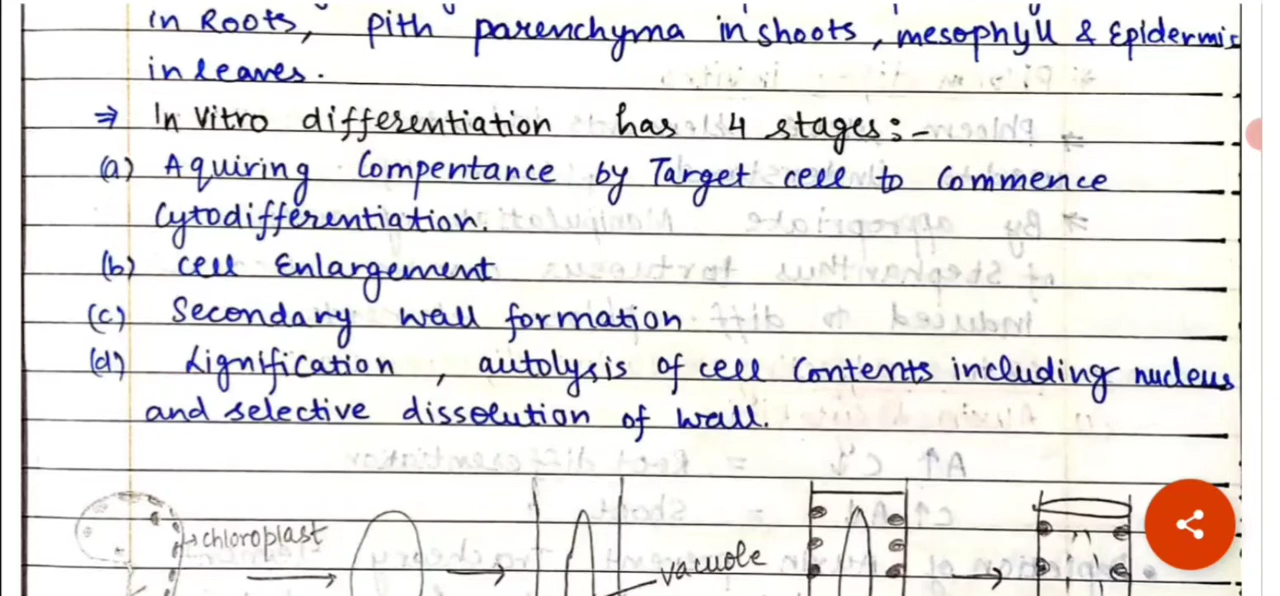 in Roots, pith parenchyma in shoots, mesophyll & Epidermis
in leaves.
⇒ In Vitro differentiation has 4 stages :-
(a) Aquiring Compentance by Target cell to Commence
Cytodifferentiation.
(b) cell Enlargement
(c) Secondary wall formation
(d) Lignification, autolysis of cell Contents including nucleus
and selective dissolution of wall.
chloroplast
vacuole